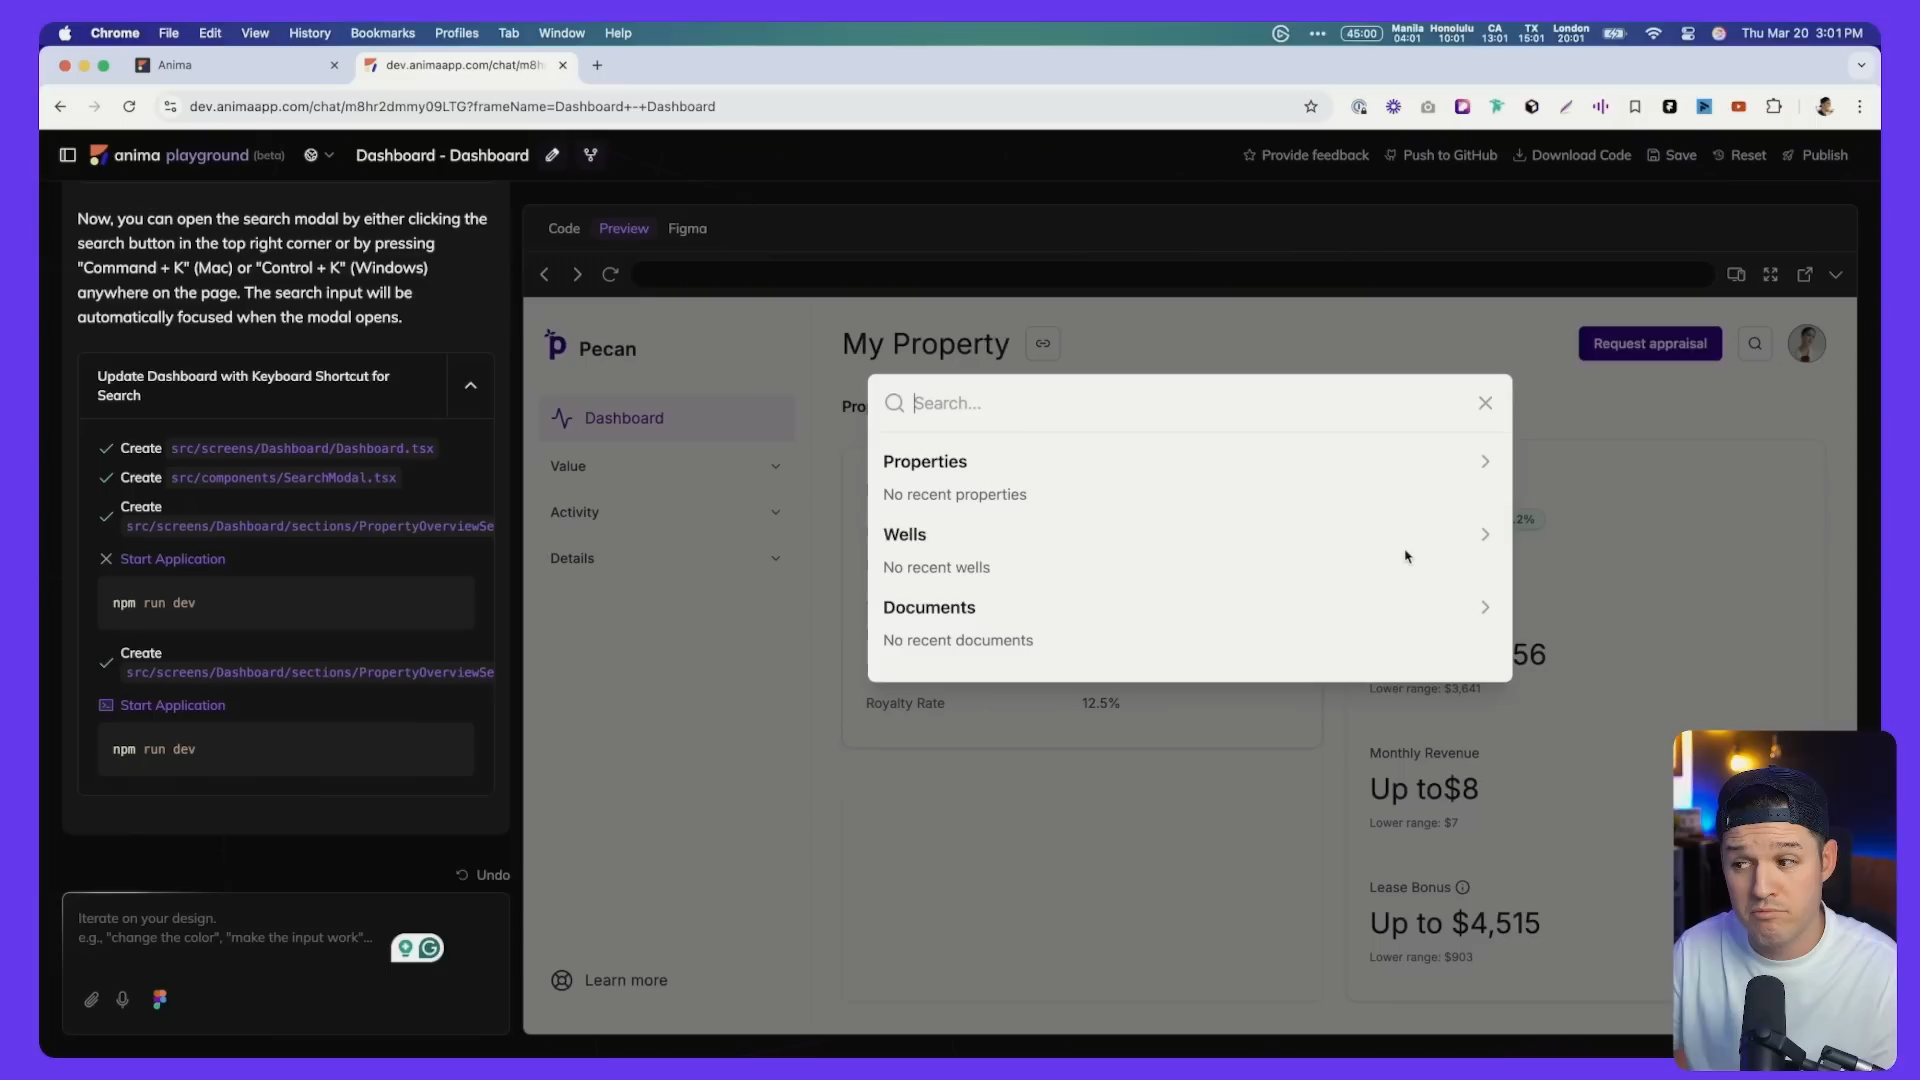 Chrome File Edit View History Bookmarks Profiles Tab Window Help
45:00 Manila 04:01 Honolulu 10:01 CA 13:01 TX 15:01 London 20:01 Thu Mar 20 3:01 PM
Anima
dev.animaapp.com/chat/m8h
dev.animaapp.com/chat/m8hr2dmmy09LTG?frameName=Dashboard+-+Dashboard
anima playground (beta) Dashboard - Dashboard
Provide feedback Push to GitHub Download Code Save Reset Publish
Now, you can open the search modal by either clicking the
search button in the top right corner or by pressing
"Command + K" (Mac) or "Control + K" (Windows)
anywhere on the page. The search input will be
automatically focused when the modal opens.
Update Dashboard with Keyboard Shortcut for
Search
Create src/screens/Dashboard/Dashboard.tsx
Create src/components/SearchModal.tsx
Create
src/screens/Dashboard/sections/PropertyOverviewSe
Start Application
npm run dev
Create
src/screens/Dashboard/sections/PropertyOverviewSe
Start Application
npm run dev
Undo
Iterate on your design.
e.g., "change the color", "make the input work"...
Code Preview Figma
Pecan
Dashboard
Value
Activity
Details
Learn more
My Property
Request appraisal
Pro
Search...
Properties
No recent properties
Wells
No recent wells
Documents
No recent documents
.2%
56
Lower range: $3,641
Royalty Rate 12.5%
Monthly Revenue
Up to$8
Lower range: $7
Lease Bonus
Up to $4,515
Lower range: $903